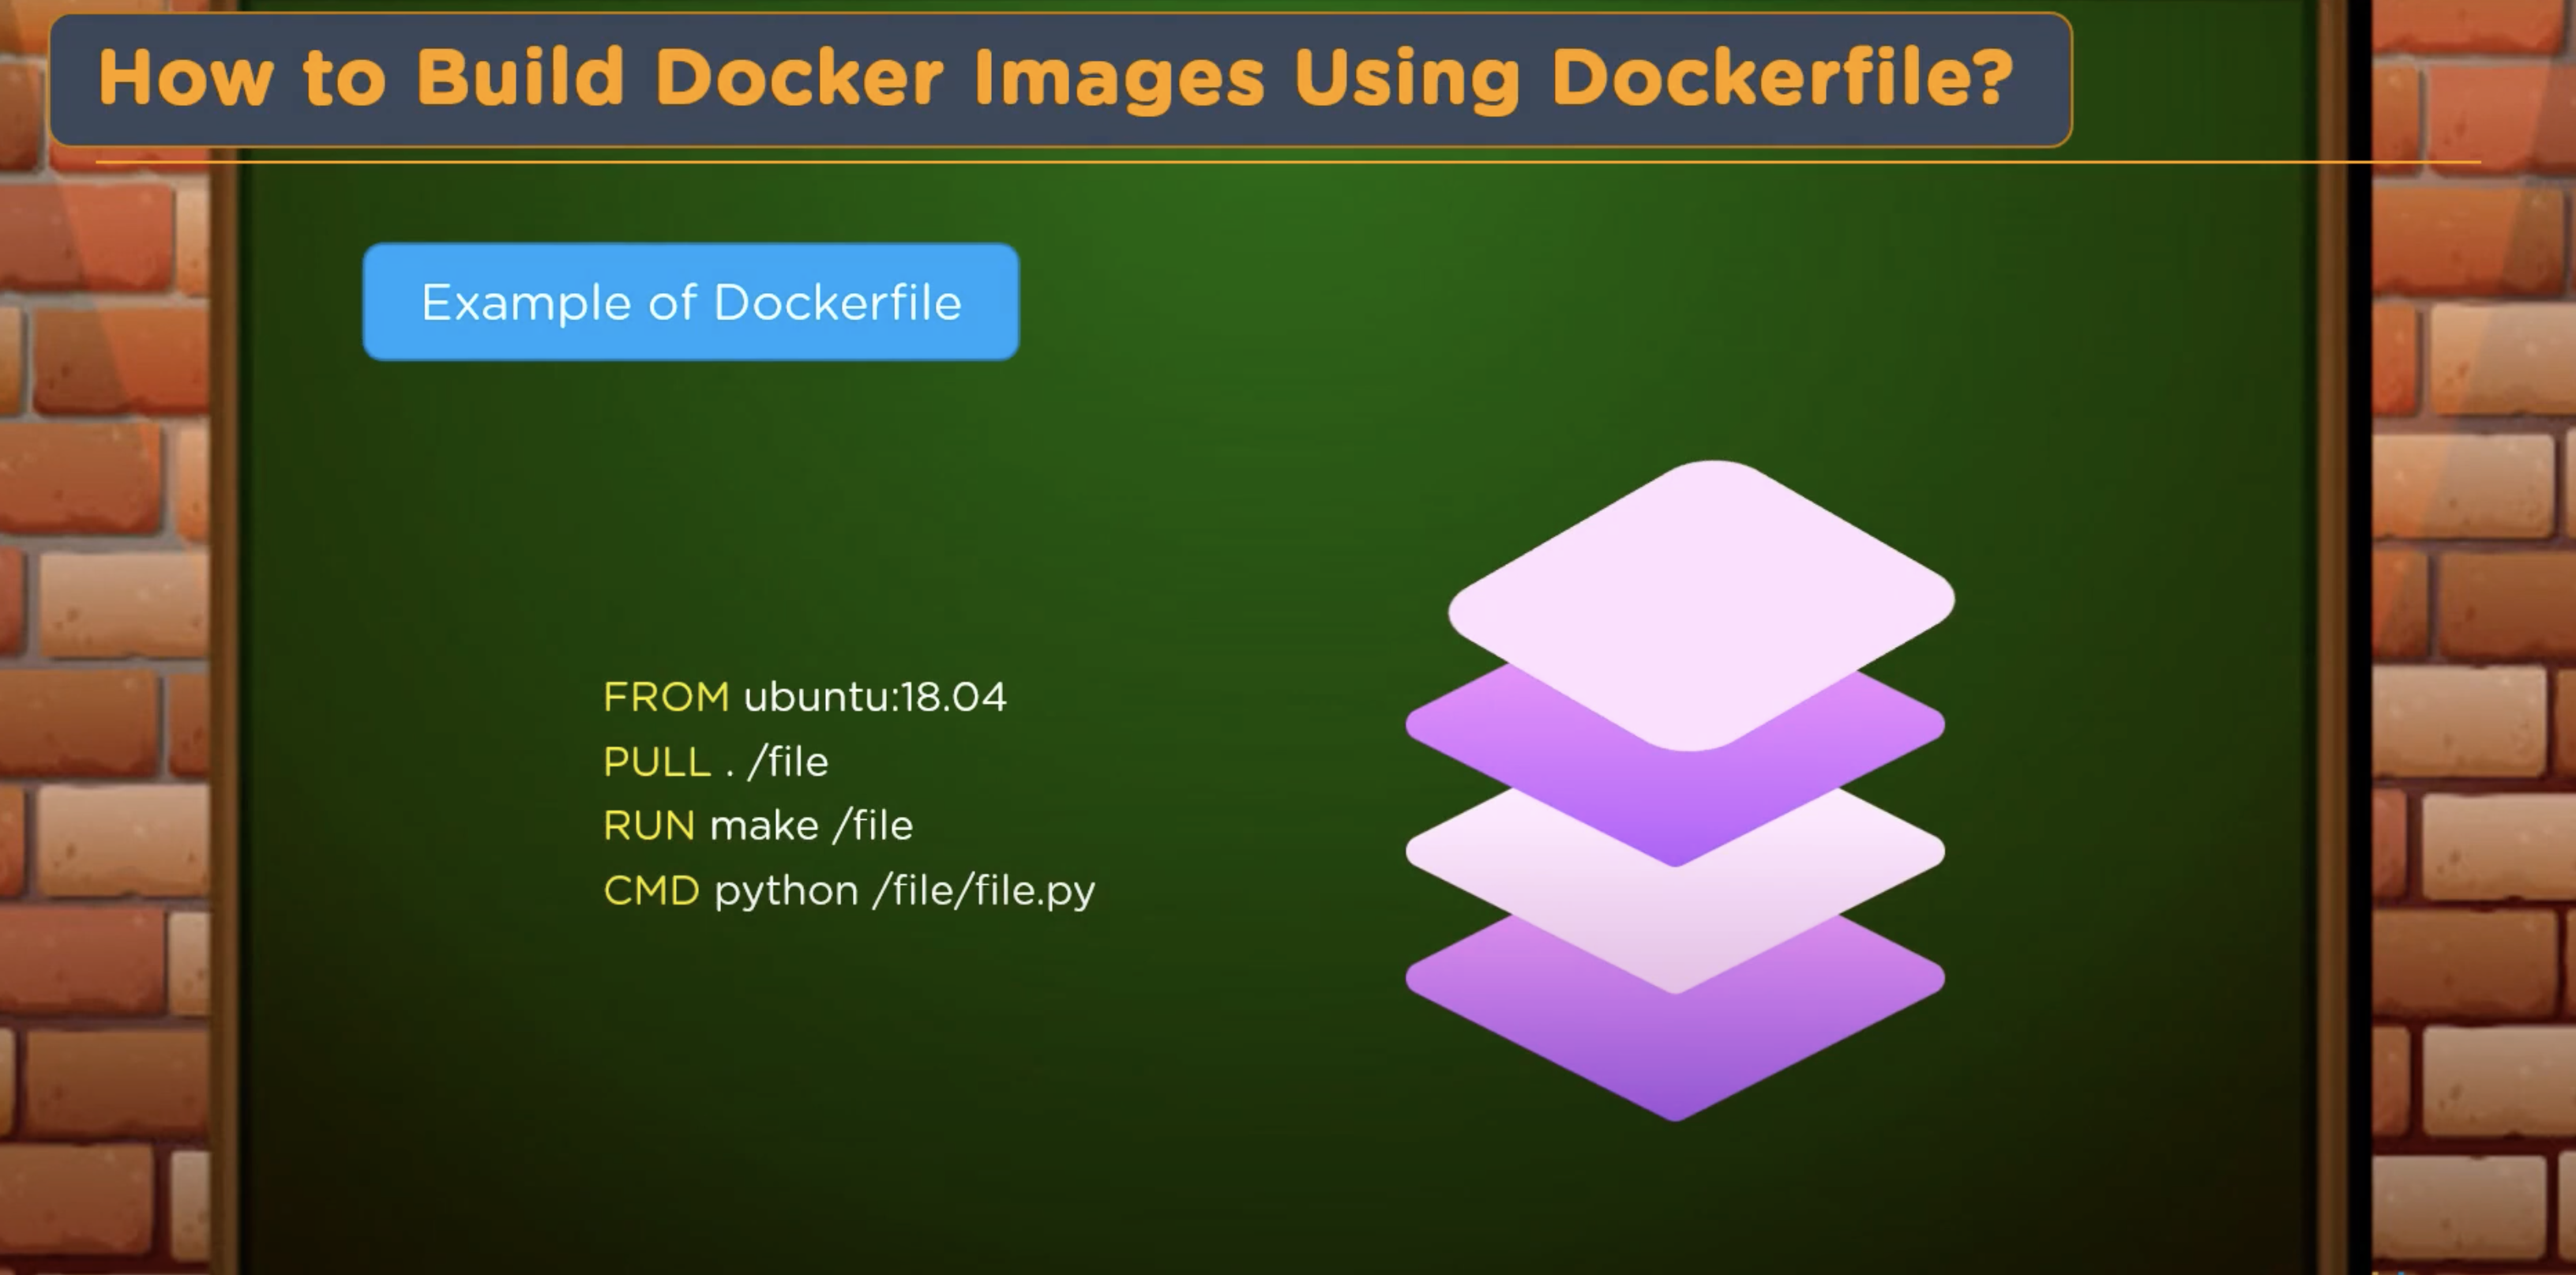 How to Build Docker Images Using Dockerfile?
Example of Dockerfile
FROM ubuntu:18.04
PULL . /file
RUN make /file
CMD python /file/file.py